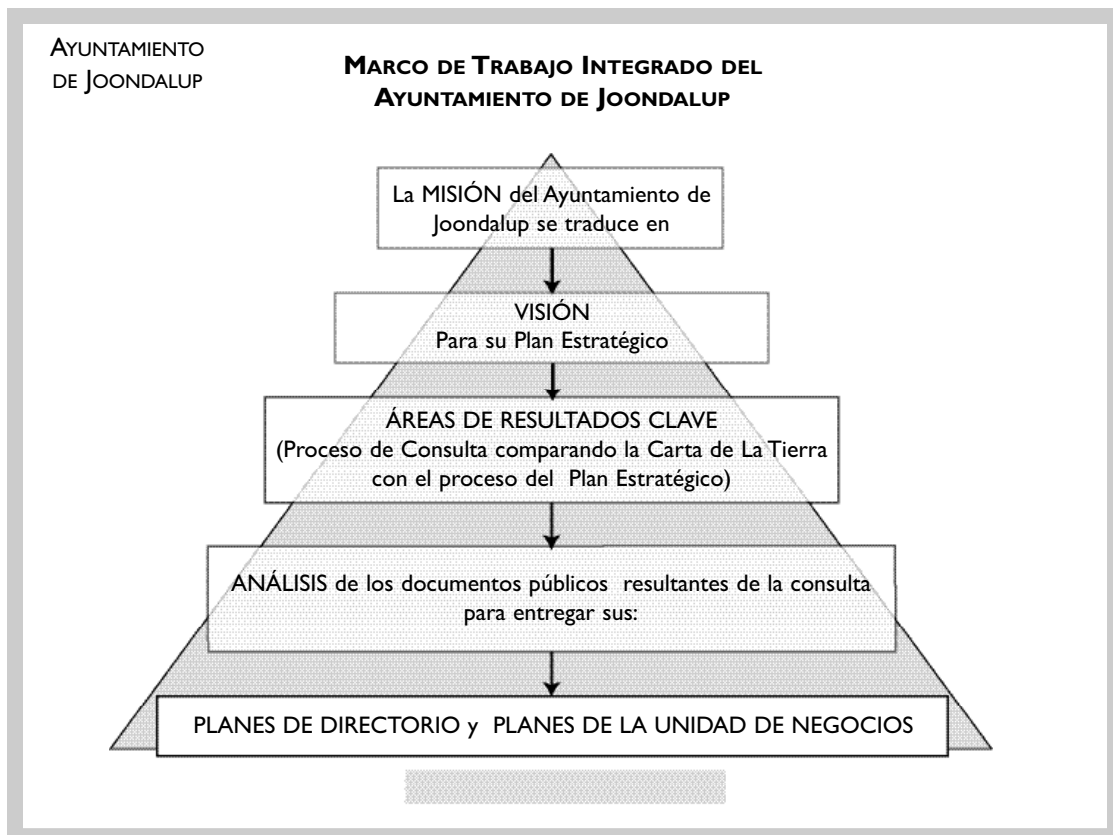 AYUNTAMIENTO
DE JOONDALUP
MARCO DE TRABAJO INTEGRADO DEL
AYUNTAMIENTO DE JOONDALUP
La MISIÓN del Ayuntamiento de
Joondalup se traduce en
VISIÓN
Para su Plan Estratégico
ÁREAS DE RESULTADOS CLAVE
(Proceso de Consulta comparando la Carta de La Tierra
con el proceso del Plan Estratégico)
ANÁLISIS de los documentos públicos resultantes de la consulta
para entregar sus:
PLANES DE DIRECTORIO y PLANES DE LA UNIDAD DE NEGOCIOS